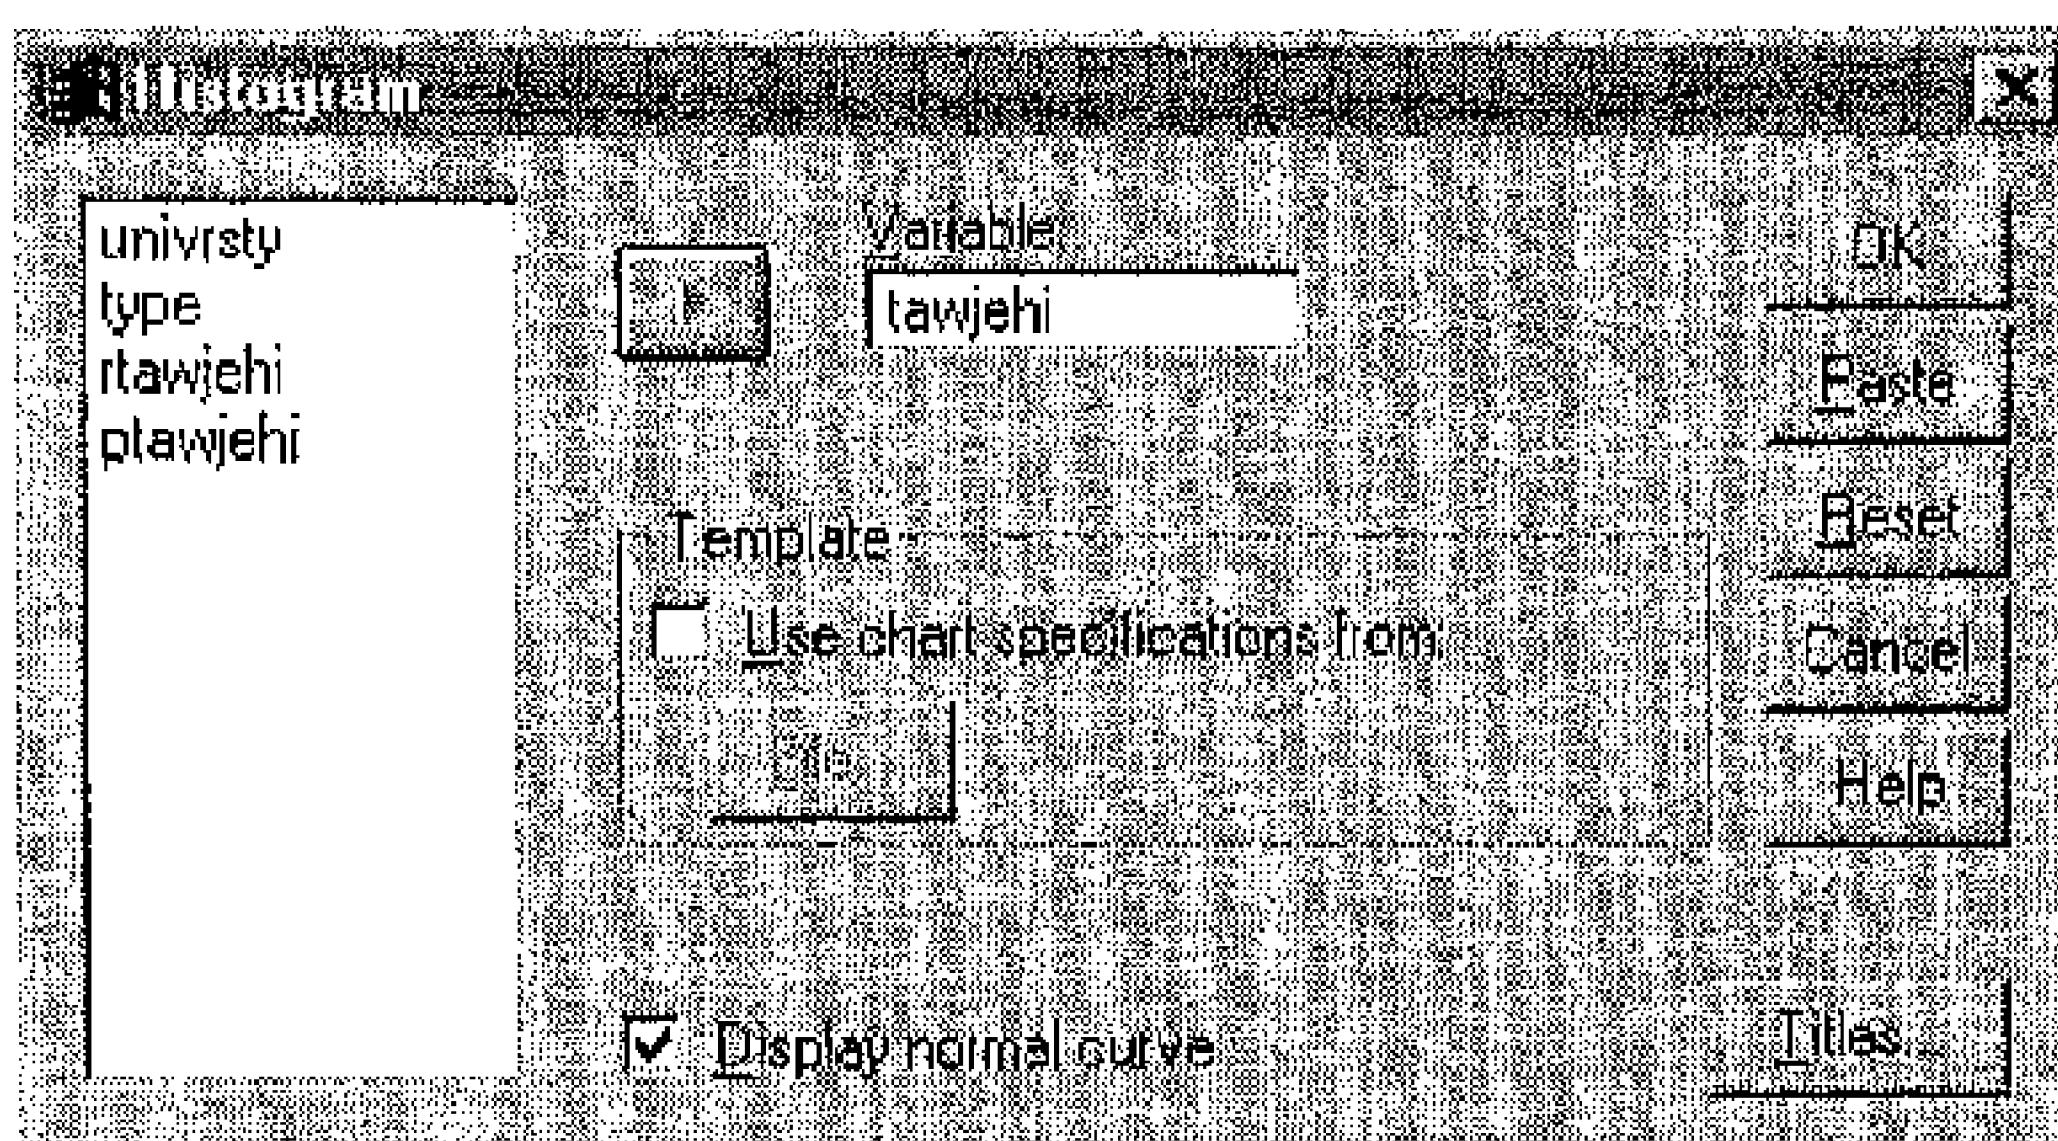 Histogram
univrsty
type
rtawjehi
ptawjehi
Variable:
tawjehi
Template
Use chart specifications from:
File...
Display normal curve
OK
Paste
Reset
Cancel
Help
Titles...